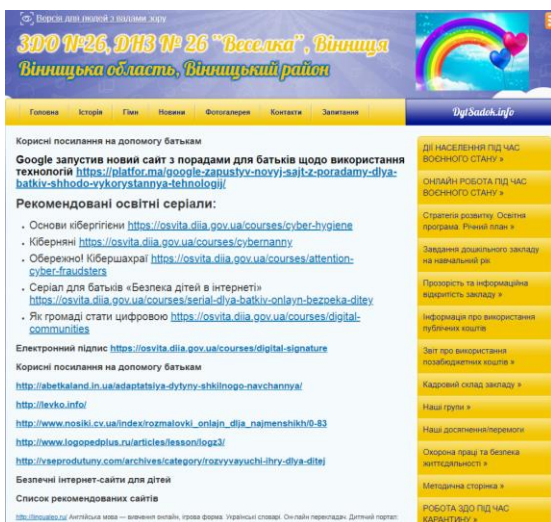 Версія для людей з вадами зору
ЗДО №26, ДНЗ № 26 "Веселка", Вінниця
Вінницька область, Вінницький район
Головна Історія Гімн Новини Фотогалерея Контакти Запитання
DytSadok.info
Корисні посилання на допомогу батькам
Google запустив новий сайт з порадами для батьків щодо використання
технологій https://platfor.ma/google-zapustyv-novyj-sajt-z-poradamy-dlya-
batkiv-shhodo-vykorystannya-tehnologij/
Рекомендовані освітні серіали:
Основи кібергігієни https://osvita.diia.gov.ua/courses/cyber-hygiene
Кіберняні https://osvita.diia.gov.ua/courses/cybernanny
Обережно! Кібершахраї https://osvita.diia.gov.ua/courses/attention-
cyber-fraudsters
Серіал для батьків «Безпека дітей в інтернеті»
https://osvita.diia.gov.ua/courses/serial-dlya-batkiv-onlayn-bezpeka-ditey
Як громаді стати цифровою https://osvita.diia.gov.ua/courses/digital-
communities
Електронний підпис https://osvita.diia.gov.ua/courses/digital-signature
Корисні посилання на допомогу батькам
http://abetkaland.in.ua/adaptatsiya-dytyny-shkilnogo-navchannya/
http://levko.info/
http://www.nosiki.cv.ua/index/rozmalovki_onlajn_dlja_najmenshikh/0-83
http://www.logopedplus.ru/articles/lesson/logz3/
http://vseprodutuny.com/archives/category/rozvyvayuchi-ihry-dlya-ditej
Безпечні інтернет-сайти для дітей
Список рекомендованих сайтів
Англійська мова — вивчення онлайн, ігрова форма. Українські словарі. Он-лайн перекладач. Дитячий портал.
ДІЇ НАСЕЛЕННЯ ПІД ЧАС
ВОЄННОГО СТАНУ »
ОНЛАЙН РОБОТА ПІД ЧАС
ВОЄННОГО СТАНУ »
Стратегія розвитку. Освітня
програма. Річний план »
Завдання дошкільного закладу
на навчальний рік
Прозорість та інформаційна
відкритість закладу »
Інформація про використання
публічних коштів
Звіт про використання
позабюджетних коштів »
Кадровий склад закладу »
Наші групи »
Наші досягнення/перемоги
Охорона праці та безпека
життєдіяльності »
Методична сторінка »
РОБОТА ЗДО ПІД ЧАС
КАРАНТИНУ »